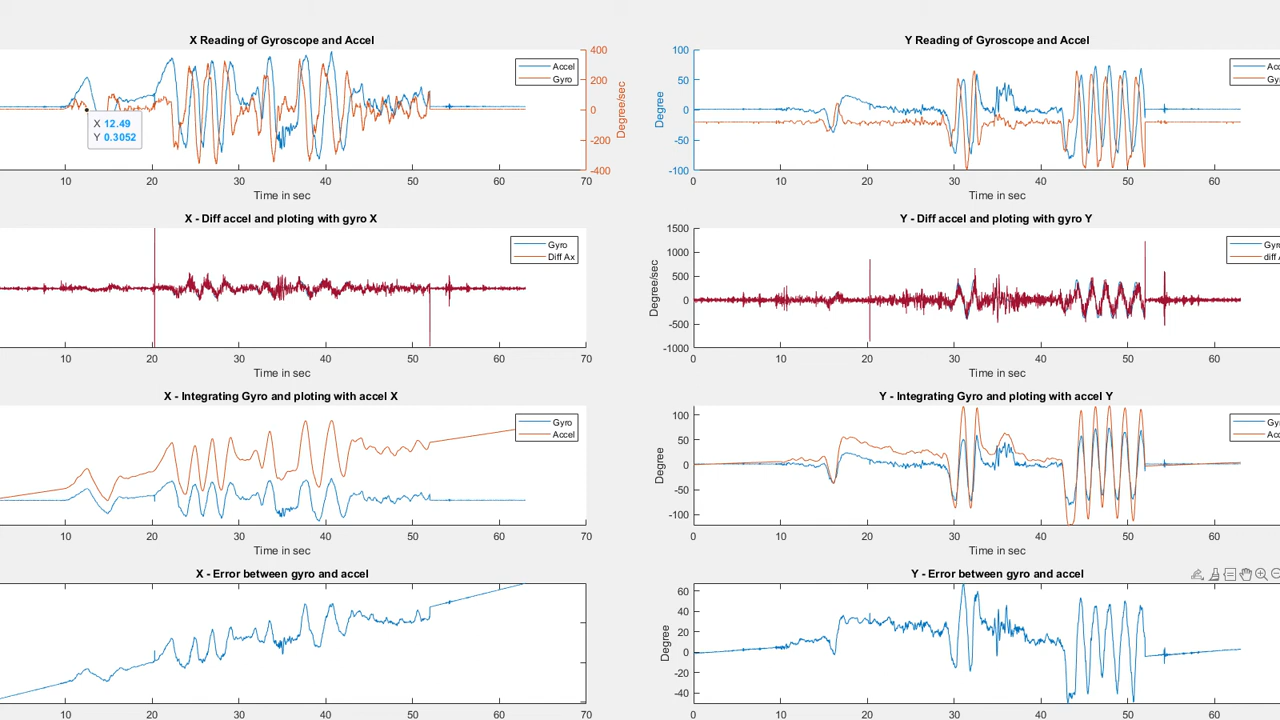 X Reading of Gyroscope and Accel
400
200
0
-200
-400
Degree/sec
Accel
Gyro
X 12.49
Y 0.3052
10 20 30 40 50 60 70
Time in sec
Y Reading of Gyroscope and Accel
100
50
0
-50
-100
Degree
0 10 20 30 40 50 60
Time in sec
X - Diff accel and ploting with gyro X
Gyro
Diff Ax
10 20 30 40 50 60 70
Time in sec
Y - Diff accel and ploting with gyro Y
1500
1000
500
0
-500
-1000
Degree/sec
diff
0 10 20 30 40 50 60
Time in sec
X - Integrating Gyro and ploting with accel X
Gyro
Accel
10 20 30 40 50 60 70
Time in sec
Y - Integrating Gyro and ploting with accel Y
100
50
0
-50
-100
Degree
0 10 20 30 40 50 60
Time in sec
X - Error between gyro and accel
10 20 30 40 50 60 70
Y - Error between gyro and accel
60
40
20
0
-20
-40
Degree
0 10 20 30 40 50 60